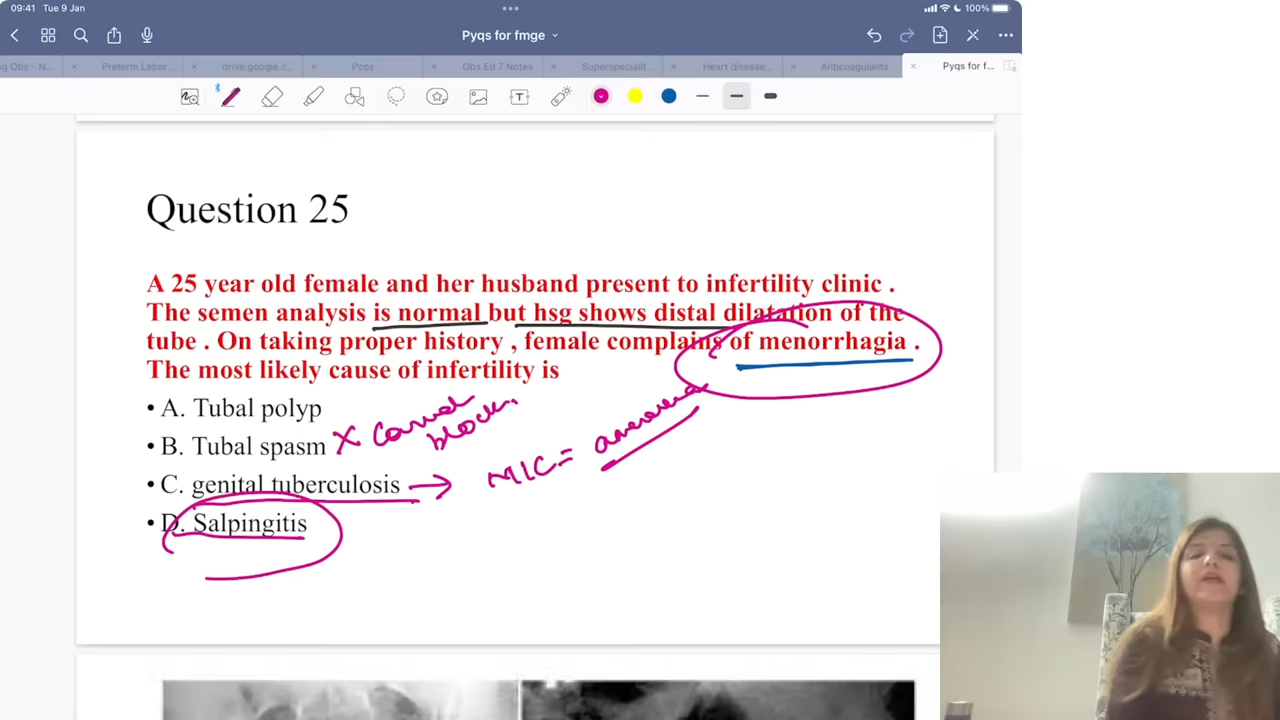 09:41 Tue 9 Jan
100%
Pyqs for fmge
Preterm Labor...
drive.google.c...
Pcos
Obs Ed 7 Notes
Superspecialit...
Heart disease...
Anticoagulants
Pyqs for f...
Question 25
A 25 year old female and her husband present to infertility clinic .
The semen analysis is normal but hsg shows distal dilatation of the
tube . On taking proper history , female complains of menorrhagia .
The most likely cause of infertility is
• A. Tubal polyp
• B. Tubal spasm X cornual
block.
• C. genital tuberculosis → MIC =
• D. Salpingitis